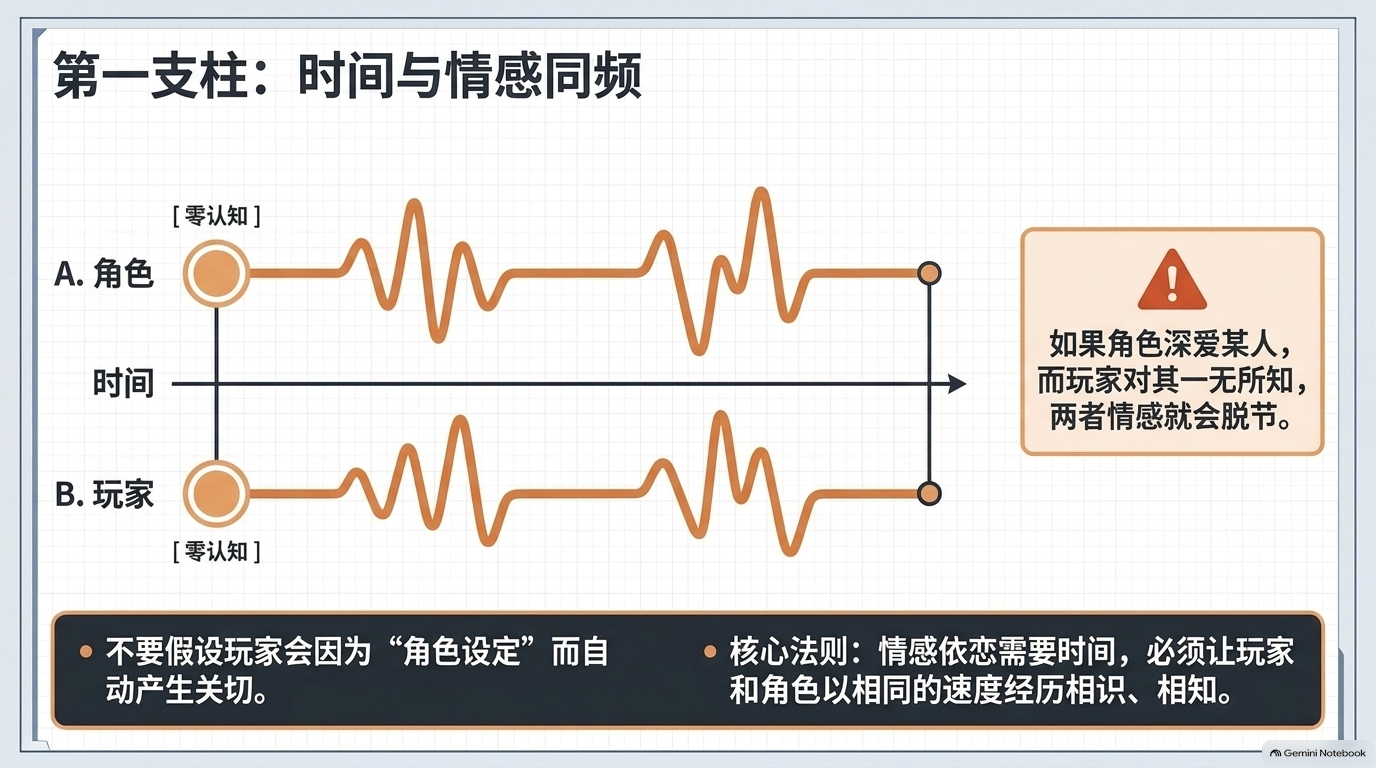 第一支柱：时间与情感同频
[ 零认知 ]
A. 角色
时间
B. 玩家
[ 零认知 ]
如果角色深爱某人，
而玩家对其一无所知，
两者情感就会脱节。
不要假设玩家会因为“角色设定”而自
动产生关切。
核心法则：情感依恋需要时间，必须让玩家
和角色以相同的速度经历相识、相知。
Gemini Notebook